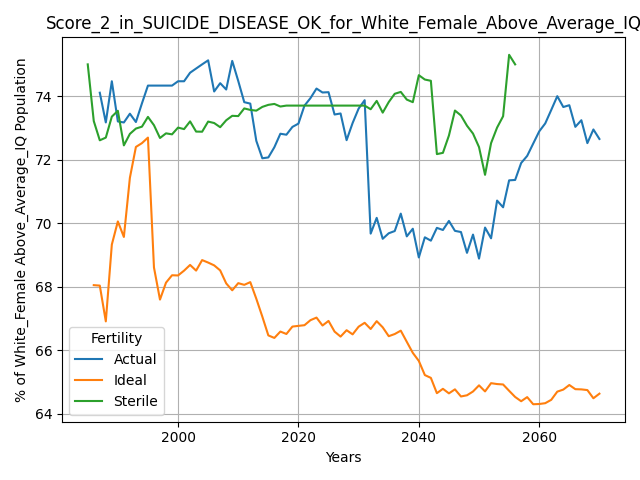 Score_2_in_SUICIDE_DISEASE_OK_for_White_Female_Above_Average_IQ
% of White_Female Above_Average_IQ Population
74
72
70
68
66
64
Fertility
Actual
Ideal
Sterile
2000 2020 2040 2060
Years